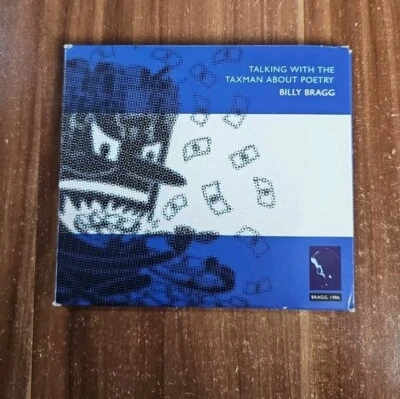 TALKING WITH THE
TAXMAN ABOUT POETRY
BILLY BRAGG
BRAGG 1986